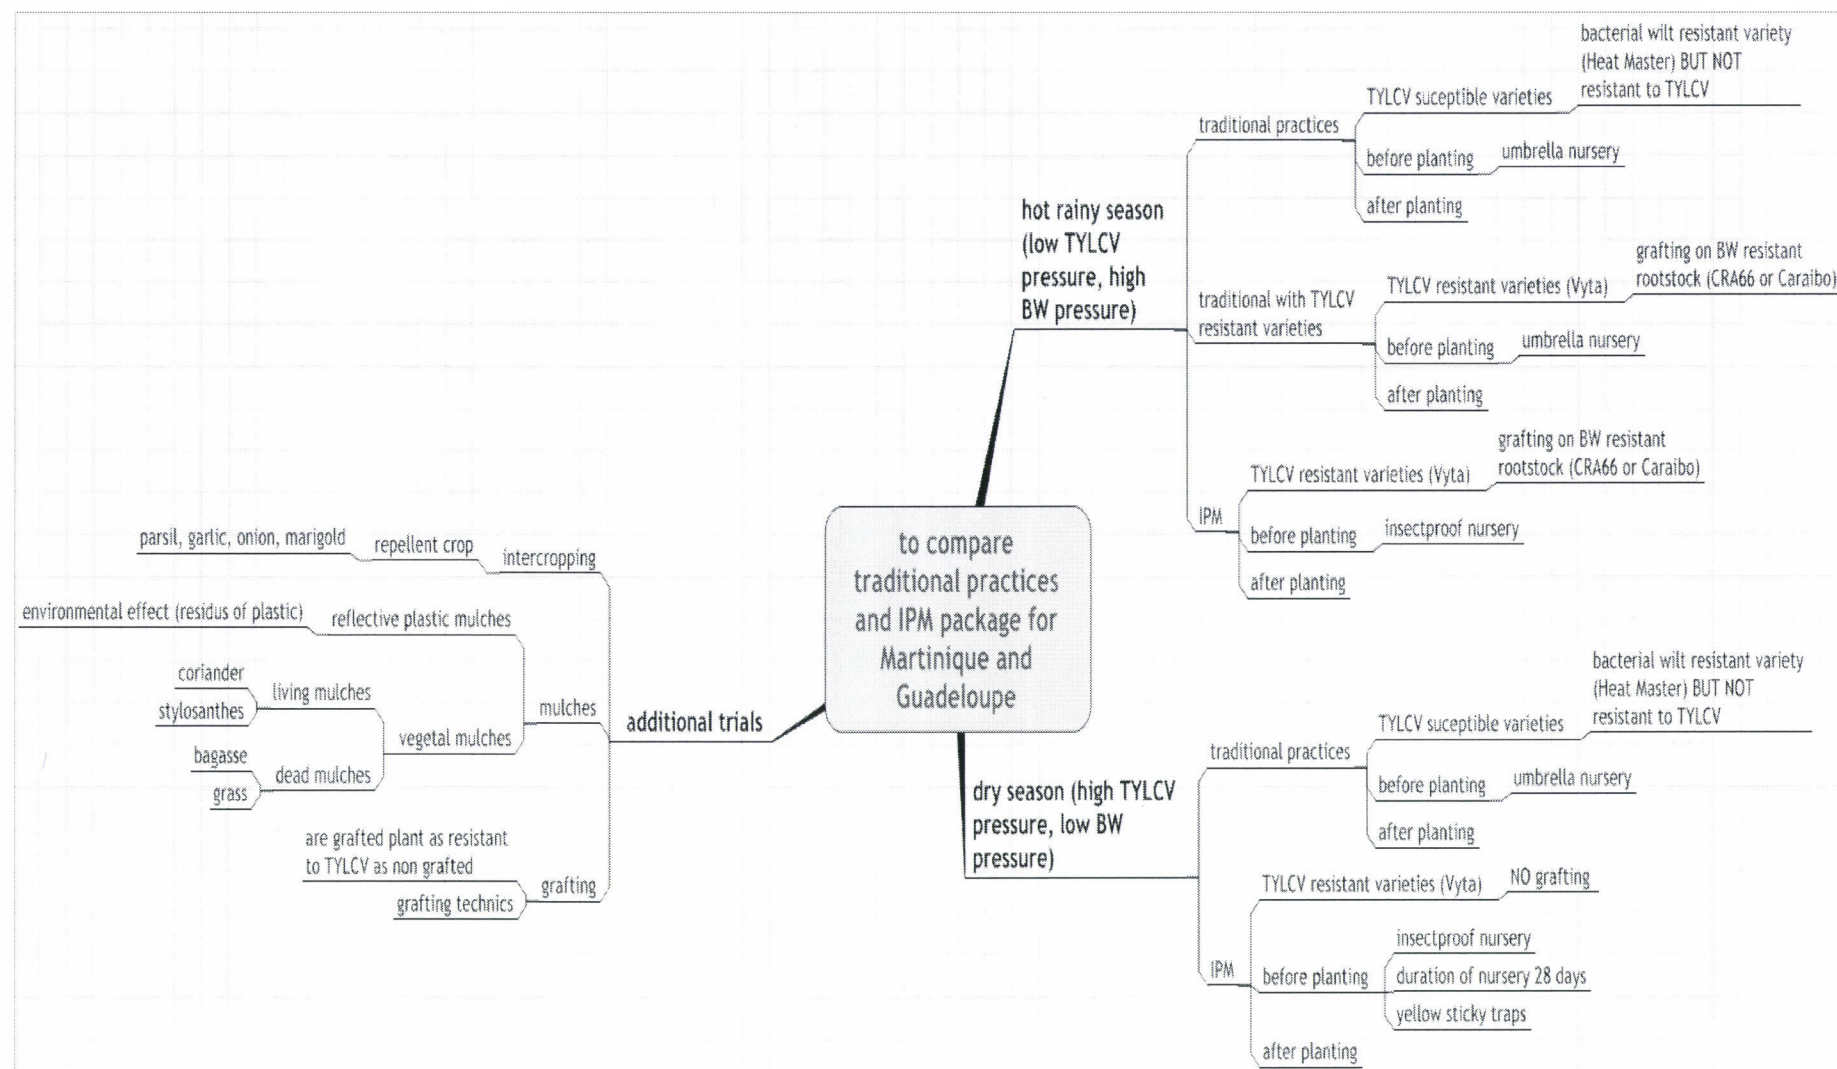 to compare
traditional practices
and IPM package for
Martinique and
Guadeloupe
hot rainy season
(low TYLCV
pressure, high
BW pressure)
traditional practices
TYLCV suceptible varieties
bacterial wilt resistant variety
(Heat Master) BUT NOT
resistant to TYLCV
before planting
umbrella nursery
after planting
traditional with TYLCV
resistant varieties
TYLCV resistant varieties (Vyta)
grafting on BW resistant
rootstock (CRA66 or Caraibo)
before planting
umbrella nursery
after planting
IPM
TYLCV resistant varieties (Vyta)
grafting on BW resistant
rootstock (CRA66 or Caraibo)
before planting
insectproof nursery
after planting
dry season (high TYLCV
pressure, low BW
pressure)
traditional practices
TYLCV suceptible varieties
bacterial wilt resistant variety
(Heat Master) BUT NOT
resistant to TYLCV
before planting
umbrella nursery
after planting
IPM
TYLCV resistant varieties (Vyta)
NO grafting
before planting
insectproof nursery
duration of nursery 28 days
yellow sticky traps
after planting
additional trials
intercropping
repellent crop
parsil, garlic, onion, marigold
mulches
reflective plastic mulches
environmental effect (residus of plastic)
vegetal mulches
living mulches
coriander
stylosanthes
dead mulches
bagasse
grass
grafting
are grafted plant as resistant
to TYLCV as non grafted
grafting technics